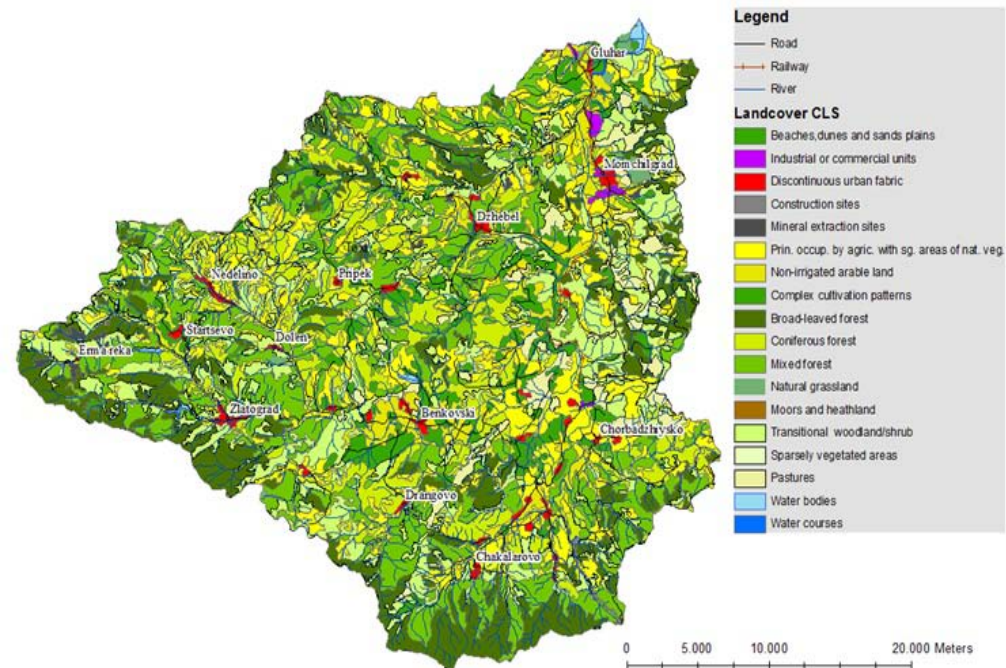 Gluhar
Momchilgrad
Dzhebel
Nedelino
Pripek
Startsevo
Dolen
Erma reka
Zlatograd
Benkovski
Chorbadzhiysko
Drangovo
Chakalarovo
Legend
Road
Railway
River
Landcover CLS
Beaches,dunes and sands plains
Industrial or commercial units
Discontinuous urban fabric
Construction sites
Mineral extraction sites
Prin. occup. by agric. with sg. areas of nat. veg.
Non-irrigated arable land
Complex cultivation patterns
Broad-leaved forest
Coniferous forest
Mixed forest
Natural grassland
Moors and heathland
Transitional woodland/shrub
Sparsely vegetated areas
Pastures
Water bodies
Water courses
0 5.000 10.000 20.000 Meters